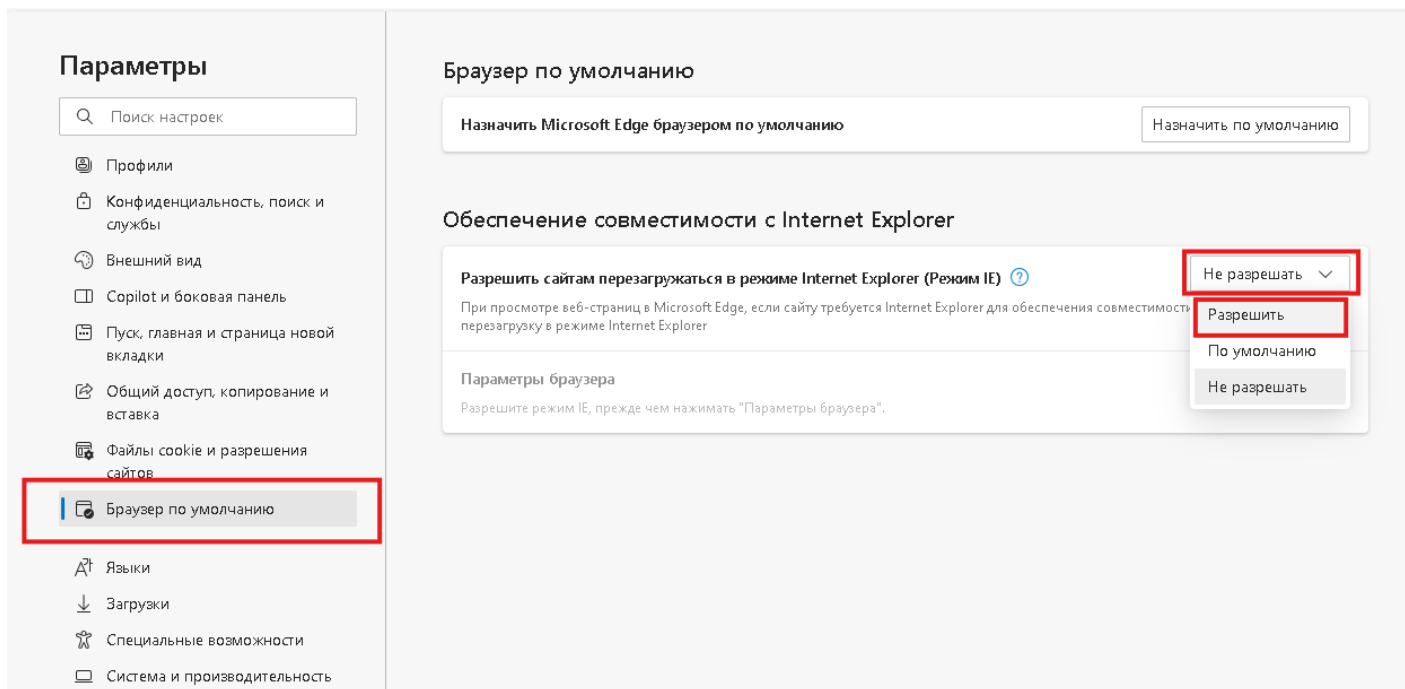 Параметры
Поиск настроек
Профили
Конфиденциальность, поиск и
службы
Внешний вид
Copilot и боковая панель
Пуск, главная и страница новой
вкладки
Общий доступ, копирование и
вставка
Файлы cookie и разрешения
сайтов
Браузер по умолчанию
Языки
Загрузки
Специальные возможности
Система и производительность
Браузер по умолчанию
Назначить Microsoft Edge браузером по умолчанию
Назначить по умолчанию
Обеспечение совместимости с Internet Explorer
Разрешить сайтам перезагружаться в режиме Internet Explorer (Режим IE)
Не разрешать
При просмотре веб-страниц в Microsoft Edge, если сайту требуется Internet Explorer для обеспечения совместимости
перезагрузку в режиме Internet Explorer
Разрешить
По умолчанию
Не разрешать
Параметры браузера
Разрешите режим IE, прежде чем нажимать "Параметры браузера".